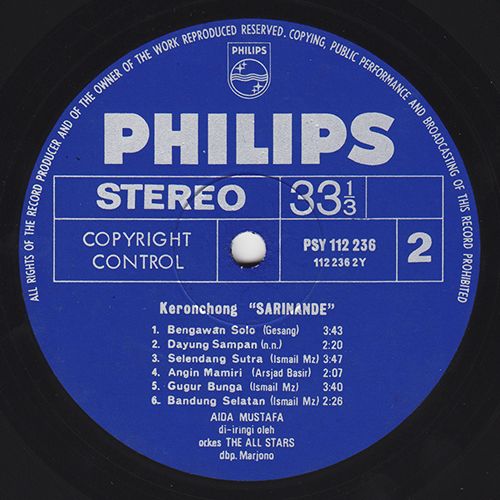 ALL RIGHTS OF THE RECORD PRODUCER AND OF THE OWNER OF THE WORK REPRODUCED RESERVED. COPYING, PUBLIC PERFORMANCE AND BROADCASTING OF THIS RECORD PROHIBITED
PHILIPS
PHILIPS
STEREO 33 1/3
COPYRIGHT CONTROL
PSY 112 236
112 236 2Y
2
Keronchong "SARINANDE"
1. Bengawan Solo (Gesang) 3:43
2. Dayung Sampan (n.n.) 2:20
3. Selendang Sutra (Ismail Mz) 3:47
4. Angin Mamiri (Arsjad Basir) 2:07
5. Gugur Bunga (Ismail Mz) 3:40
6. Bandung Selatan (Ismail Mz) 2:26
AIDA MUSTAFA
di-iringi oleh
orkes THE ALL STARS
dbp. Marjono